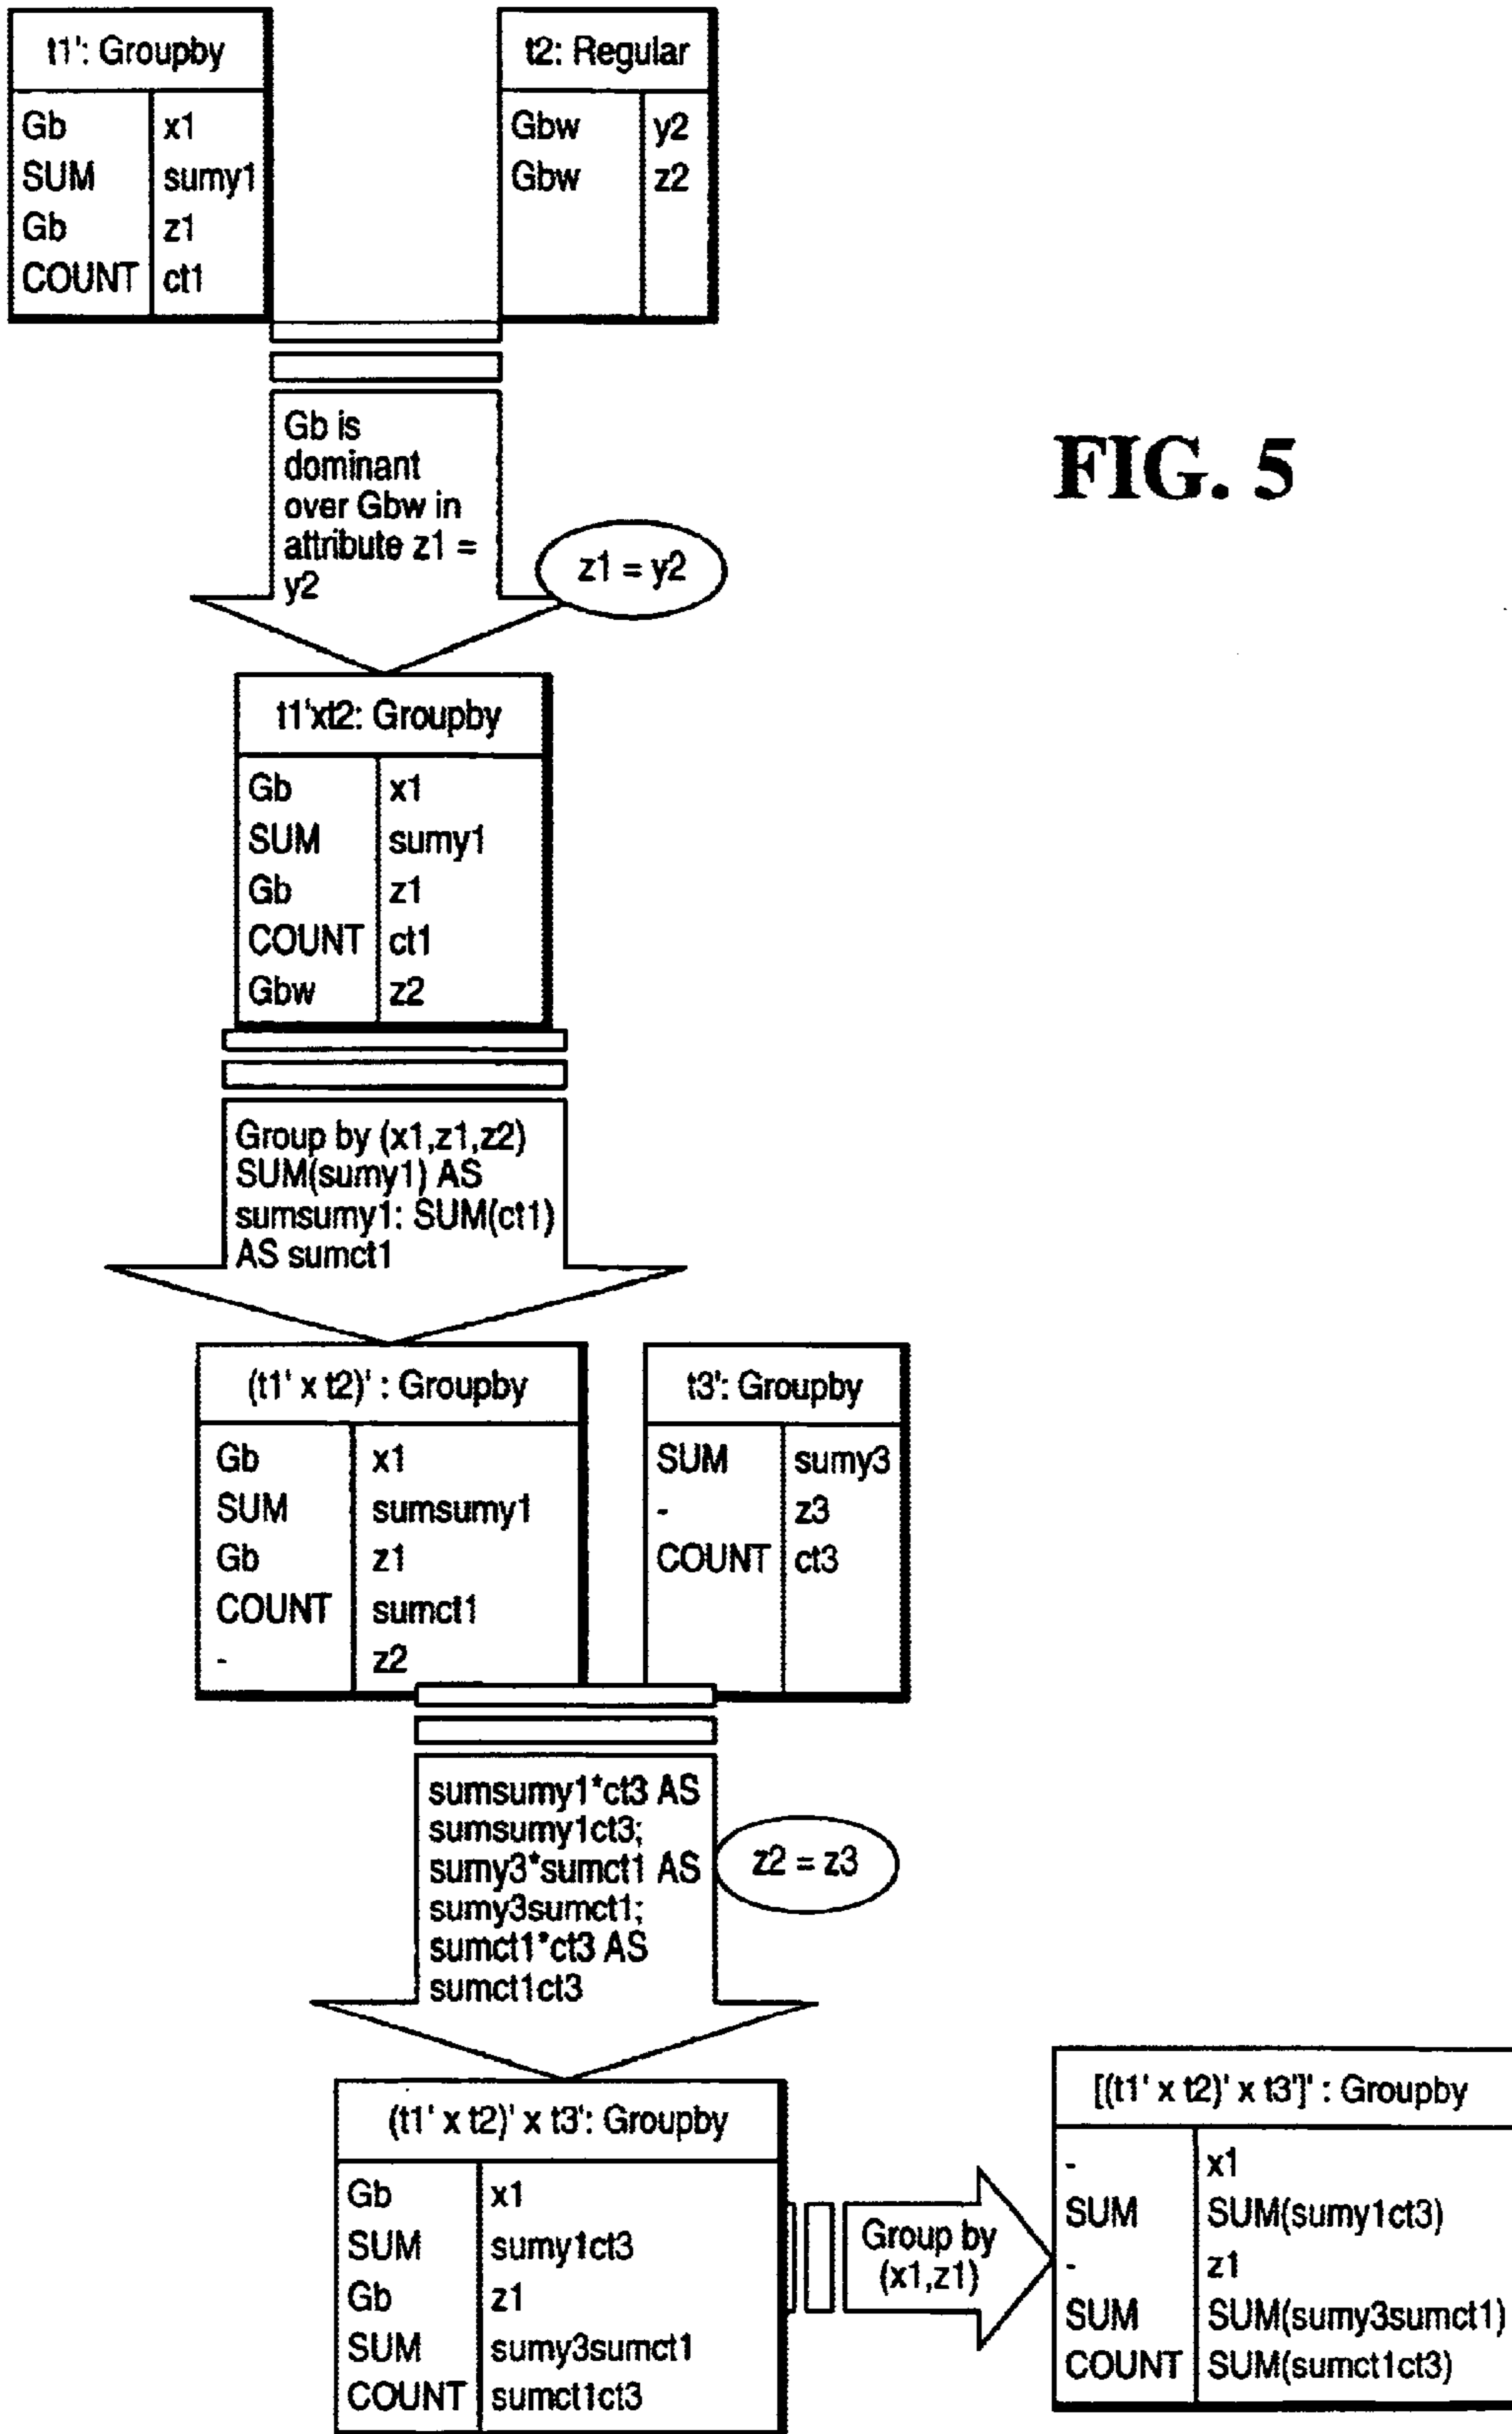 t1': Groupby
Gb x1
SUM sumy1
Gb z1
COUNT ct1
t2: Regular
Gbw y2
Gbw z2
Gb is
dominant
over Gbw in
attribute z1 =
y2
z1 = y2
FIG. 5
t1'xt2: Groupby
Gb x1
SUM sumy1
Gb z1
COUNT ct1
Gbw z2
Group by (x1,z1,z2)
SUM(sumy1) AS
sumsumy1: SUM(ct1)
AS sumct1
(t1' x t2)' : Groupby
Gb x1
SUM sumsumy1
Gb z1
COUNT sumct1
- z2
t3': Groupby
SUM sumy3
- z3
COUNT ct3
sumsumy1*ct3 AS
sumsumy1ct3;
sumy3*sumct1 AS
sumy3sumct1;
sumct1*ct3 AS
sumct1ct3
z2 = z3
(t1' x t2)' x t3': Groupby
Gb x1
SUM sumy1ct3
Gb z1
SUM sumy3sumct1
COUNT sumct1ct3
Group by
(x1,z1)
[(t1' x t2)' x t3']' : Groupby
- x1
SUM SUM(sumy1ct3)
- z1
SUM SUM(sumy3sumct1)
COUNT SUM(sumct1ct3)